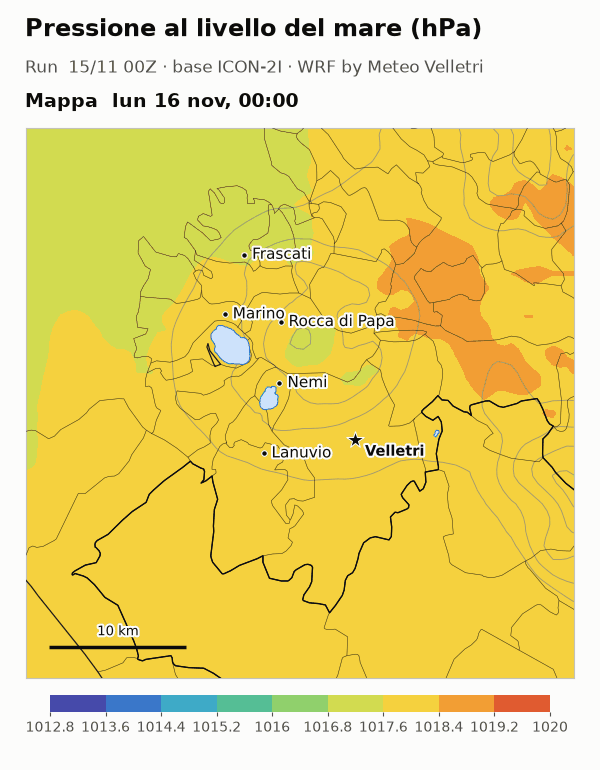 Pressione al livello del mare (hPa)
Run 15/11 00Z · base ICON-2I · WRF by Meteo Velletri
Mappa lun 16 nov, 00:00
Frascati
Marino
Rocca di Papa
Nemi
Velletri
Lanuvio
10 km
1012.8 1013.6 1014.4 1015.2 1016 1016.8 1017.6 1018.4 1019.2 1020